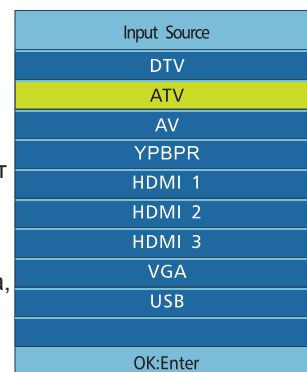 Input Source
DTV
ATV
AV
YPBPR
т
HDMI 1
HDMI 2
HDMI 3
а,
VGA
USB
OK:Enter